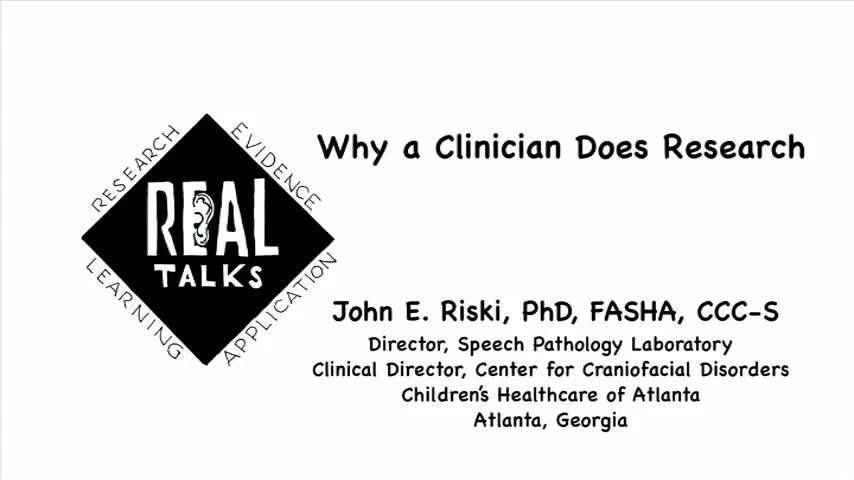 Why a Clinician Does Research
RESEARCH
EVIDENCE
REAL
TALKS
LEARNING
APPLICATION
John E. Riski, PhD, FASHA, CCC-S
Director, Speech Pathology Laboratory
Clinical Director, Center for Craniofacial Disorders
Children's Healthcare of Atlanta
Atlanta, Georgia